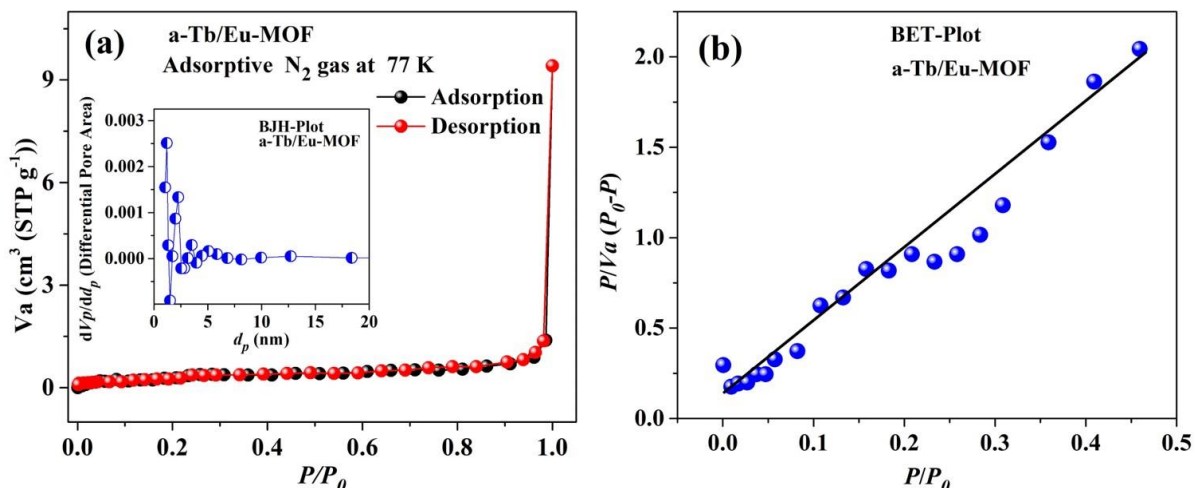 (a)
a-Tb/Eu-MOF
Adsorptive N₂ gas at 77 K
Adsorption
Desorption
Va (cm³ (STP g⁻¹)
9
6
3
0
0.0 0.2 0.4 0.6 0.8 1.0
P/P₀
BJH-Plot
a-Tb/Eu-MOF
dVp/dd_p (Differential Pore Area)
0.003
0.002
0.001
0.000
0 5 10 15 20
d_p (nm)
(b)
BET-Plot
a-Tb/Eu-MOF
P/Va (P₀-P)
2.0
1.5
1.0
0.5
0.0
0.0 0.1 0.2 0.3 0.4 0.5
P/P₀